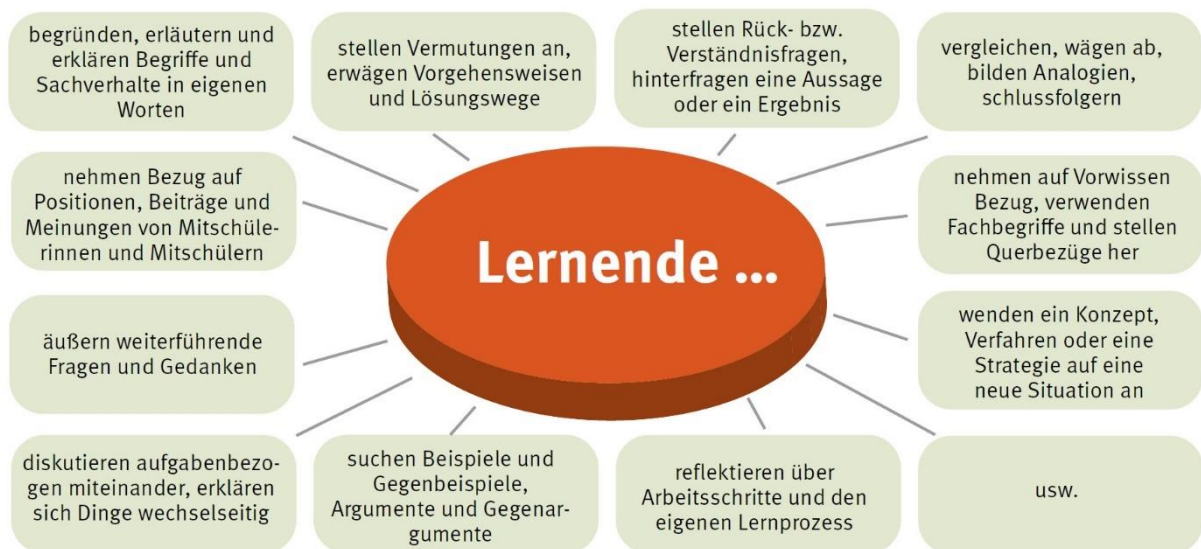 begründen, erläutern und
erklären Begriffe und
Sachverhalte in eigenen
Worten
stellen Vermutungen an,
erwägen Vorgehensweisen
und Lösungswege
stellen Rück- bzw.
Verständnisfragen,
hinterfragen eine Aussage
oder ein Ergebnis
vergleichen, wägen ab,
bilden Analogien,
schlussfolgern
nehmen Bezug auf
Positionen, Beiträge und
Meinungen von Mitschüle-
rinnen und Mitschülern
Lernende ...
nehmen auf Vorwissen
Bezug, verwenden
Fachbegriffe und stellen
Querbezüge her
äußern weiterführende
Fragen und Gedanken
wenden ein Konzept,
Verfahren oder eine
Strategie auf eine
neue Situation an
diskutieren aufgabenbezo-
gen miteinander, erklären
sich Dinge wechselseitig
suchen Beispiele und
Gegenbeispiele,
Argumente und Gegenar-
gumente
reflektieren über
Arbeitsschritte und den
eigenen Lernprozess
usw.